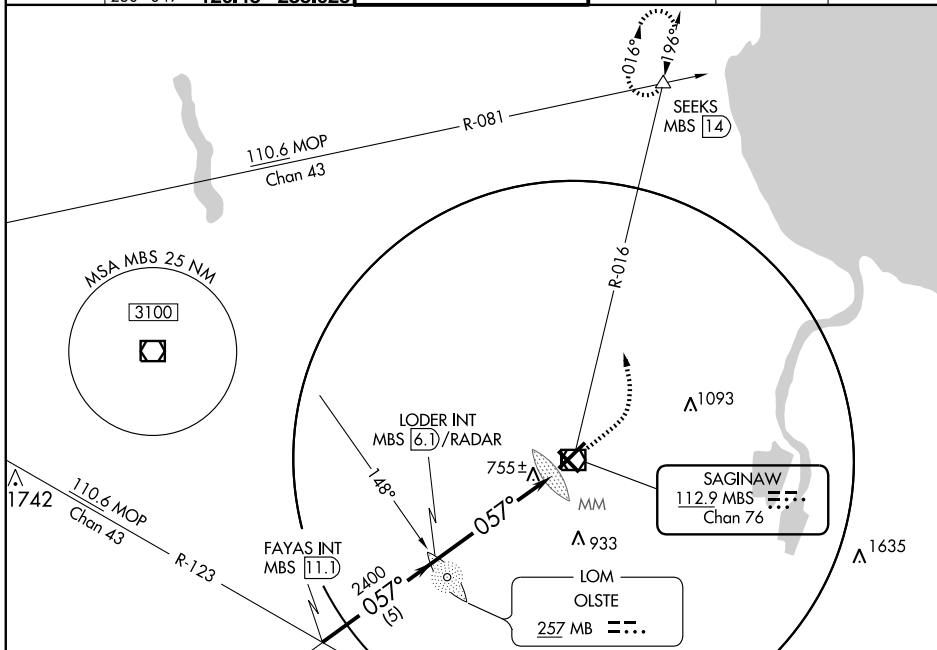 016°
196°
SEEKS
MBS 14
R-081
110.6 MOP
Chan 43
MSA MBS 25 NM
3100
R-016
1093
LODER INT
MBS 6.1/RADAR
755±
148°
057°
MM
SAGINAW
112.9 MBS
Chan 76
1742
110.6 MOP
Chan 43
R-123
FAYAS INT
MBS 11.1
2400
057°
(5)
933
1635
LOM
OLSTE
257 MB